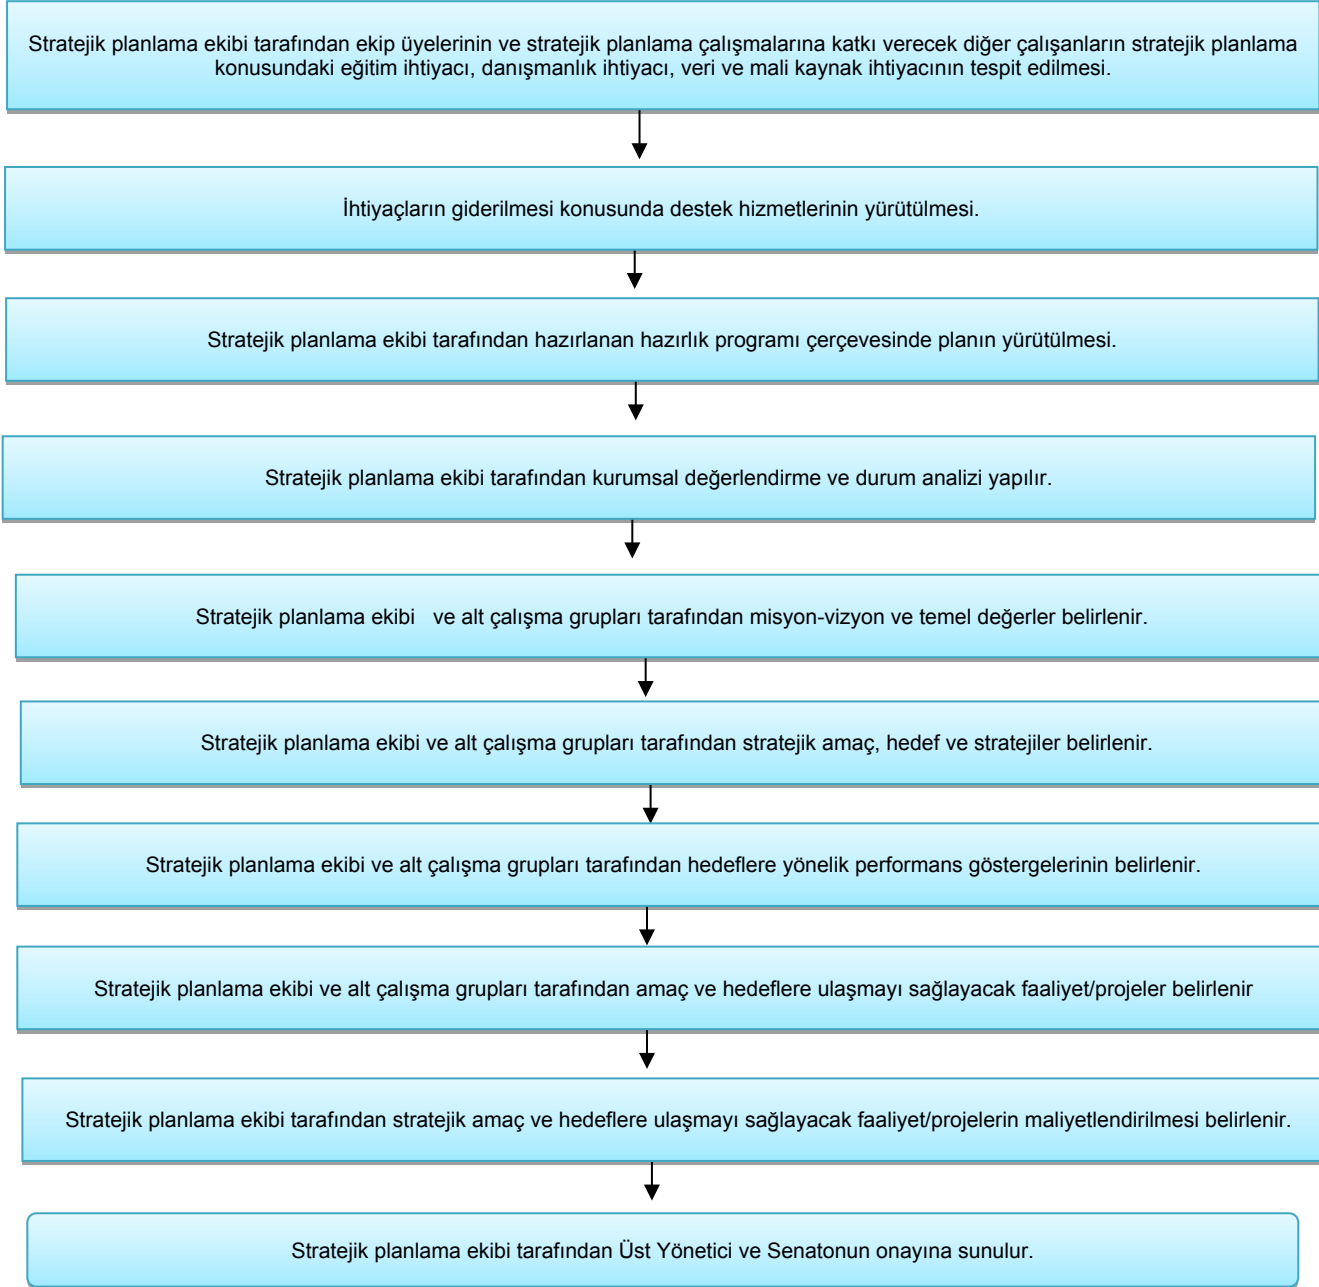 Stratejik planlama ekibi tarafından ekip üyelerinin ve stratejik planlama çalışmalarına katkı verecek diğer çalışanların stratejik planlama
konusundaki eğitim ihtiyacı, danışmanlık ihtiyacı, veri ve mali kaynak ihtiyacının tespit edilmesi.
İhtiyaçların giderilmesi konusunda destek hizmetlerinin yürütülmesi.
Stratejik planlama ekibi tarafından hazırlanan hazırlık programı çerçevesinde planın yürütülmesi.
Stratejik planlama ekibi tarafından kurumsal değerlendirme ve durum analizi yapılır.
Stratejik planlama ekibi   ve alt çalışma grupları tarafından misyon-vizyon ve temel değerler belirlenir.
Stratejik planlama ekibi ve alt çalışma grupları tarafından stratejik amaç, hedef ve stratejiler belirlenir.
Stratejik planlama ekibi ve alt çalışma grupları tarafından hedeflere yönelik performans göstergelerinin belirlenir.
Stratejik planlama ekibi ve alt çalışma grupları tarafından amaç ve hedeflere ulaşmayı sağlayacak faaliyet/projeler belirlenir
Stratejik planlama ekibi tarafından stratejik amaç ve hedeflere ulaşmayı sağlayacak faaliyet/projelerin maliyetlendirilmesi belirlenir.
Stratejik planlama ekibi tarafından Üst Yönetici ve Senatonun onayına sunulur.